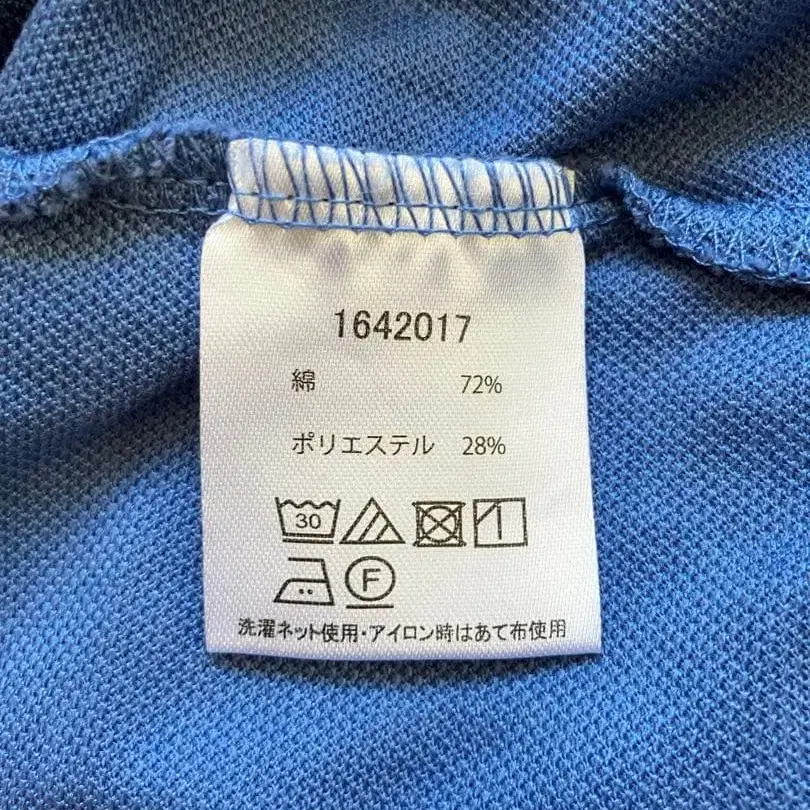 1642017
綿 72%
ポリエステル 28%
30
F
洗濯ネット使用・アイロン時はあて布使用